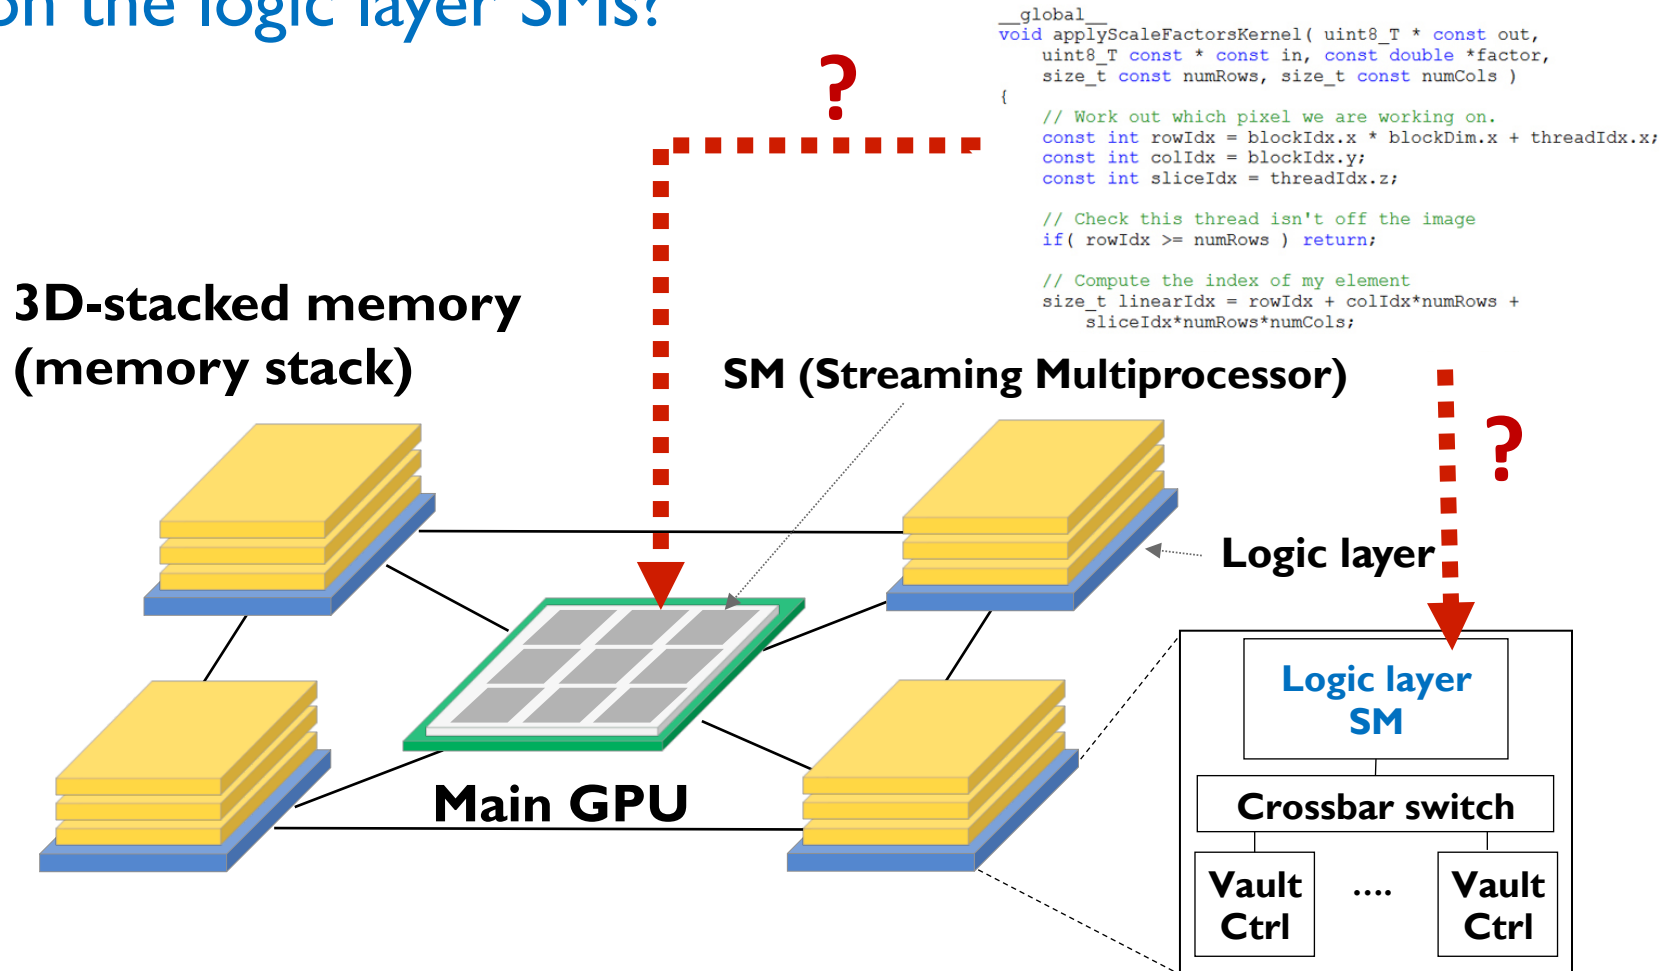 on the logic layer SMs?
__global__
void applyScaleFactorsKernel( uint8_T * const out,
    uint8_T const * const in, const double *factor,
    size_t const numRows, size_t const numCols )
{
    // Work out which pixel we are working on.
    const int rowIdx = blockIdx.x * blockDim.x + threadIdx.x;
    const int colIdx = blockIdx.y;
    const int sliceIdx = threadIdx.z;
    // Check this thread isn't off the image
    if( rowIdx >= numRows ) return;
    // Compute the index of my element
    size_t linearIdx = rowIdx + colIdx*numRows +
        sliceIdx*numRows*numCols;
?
3D-stacked memory
(memory stack)
SM (Streaming Multiprocessor)
?
Logic layer
Main GPU
Logic layer
SM
Crossbar switch
Vault
Ctrl
....
Vault
Ctrl